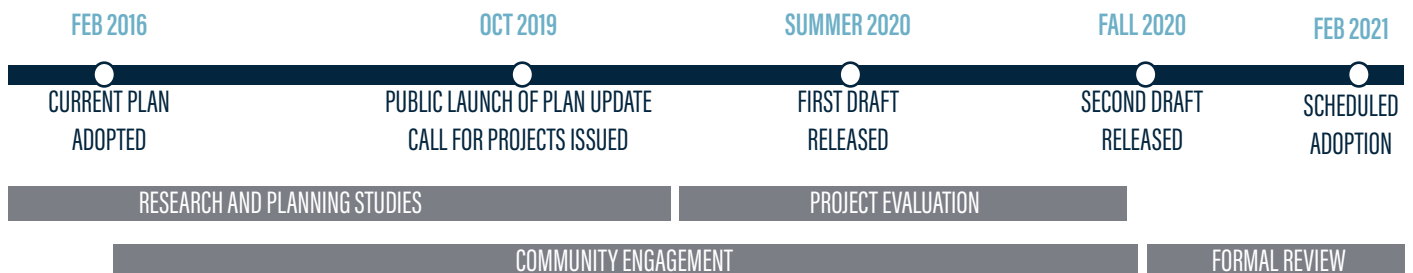 FEB 2016
OCT 2019
SUMMER 2020
FALL 2020
FEB 2021
CURRENT PLAN
ADOPTED
PUBLIC LAUNCH OF PLAN UPDATE
CALL FOR PROJECTS ISSUED
FIRST DRAFT
RELEASED
SECOND DRAFT
RELEASED
SCHEDULED
ADOPTION
RESEARCH AND PLANNING STUDIES
PROJECT EVALUATION
COMMUNITY ENGAGEMENT
FORMAL REVIEW